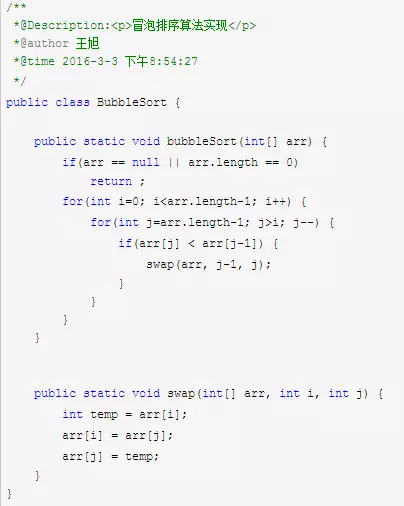 /**
 *@Description:<p>冒泡排序算法实现</p>
 *@author 王旭
 *@time 2016-3-3 下午8:54:27
 */
public class BubbleSort {
    public static void bubbleSort(int[] arr) {
        if(arr == null || arr.length == 0)
            return ;
        for(int i=0; i<arr.length-1; i++) {
            for(int j=arr.length-1; j>i; j--) {
                if(arr[j] < arr[j-1]) {
                    swap(arr, j-1, j);
                }
            }
        }
    }
    public static void swap(int[] arr, int i, int j) {
        int temp = arr[i];
        arr[i] = arr[j];
        arr[j] = temp;
    }
}